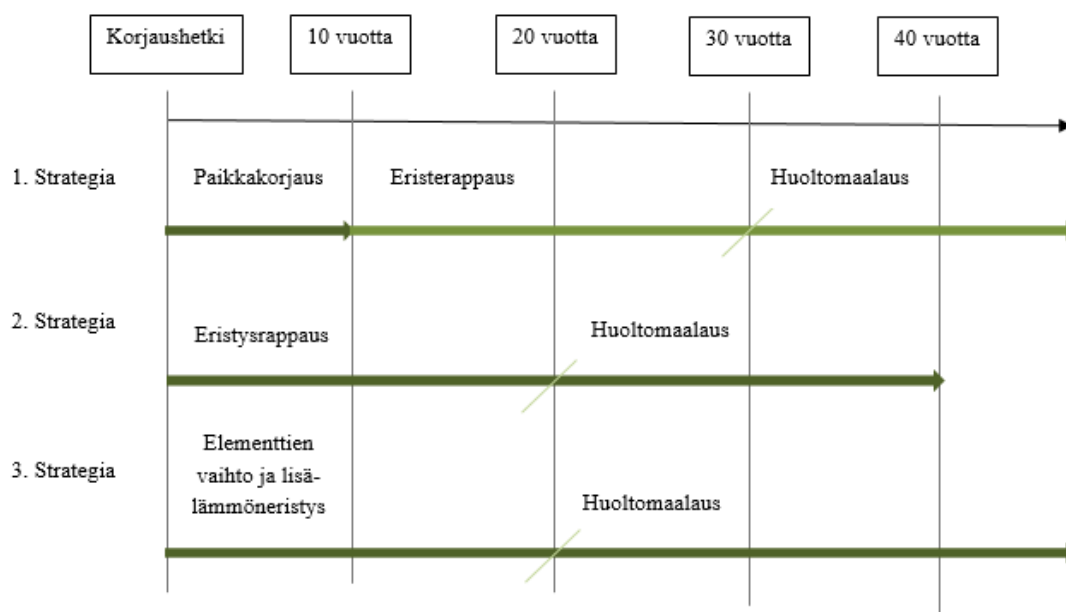 Korjaushetki
10 vuotta
20 vuotta
30 vuotta
40 vuotta
1. Strategia
Paikkakorjaus
Eristerappaus
Huoltomaalaus
2. Strategia
Eristysrappaus
Huoltomaalaus
3. Strategia
Elementtien
vaihto ja lisä-
lämmöneristys
Huoltomaalaus